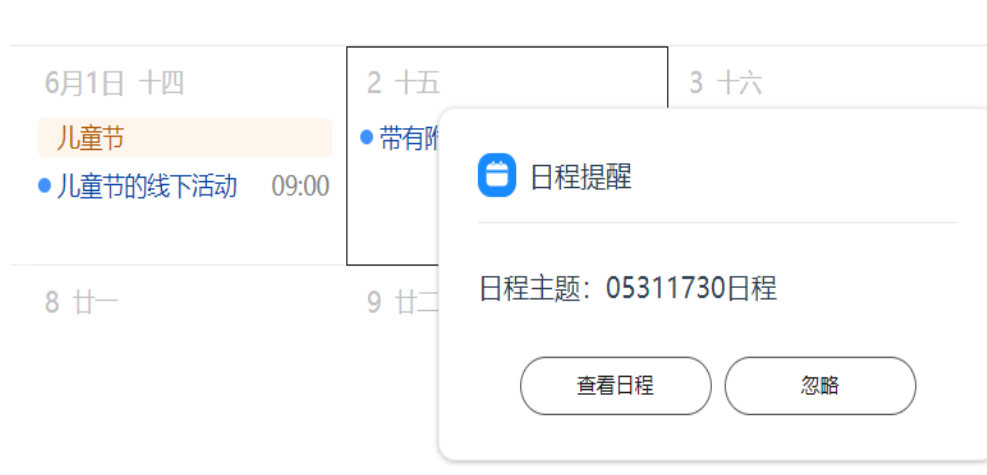 6月1日 十四
2 十五
3 十六
儿童节
带有附
儿童节的线下活动 09:00
日程提醒
日程主题：05311730日程
8 廿一
9 廿二
查看日程
忽略